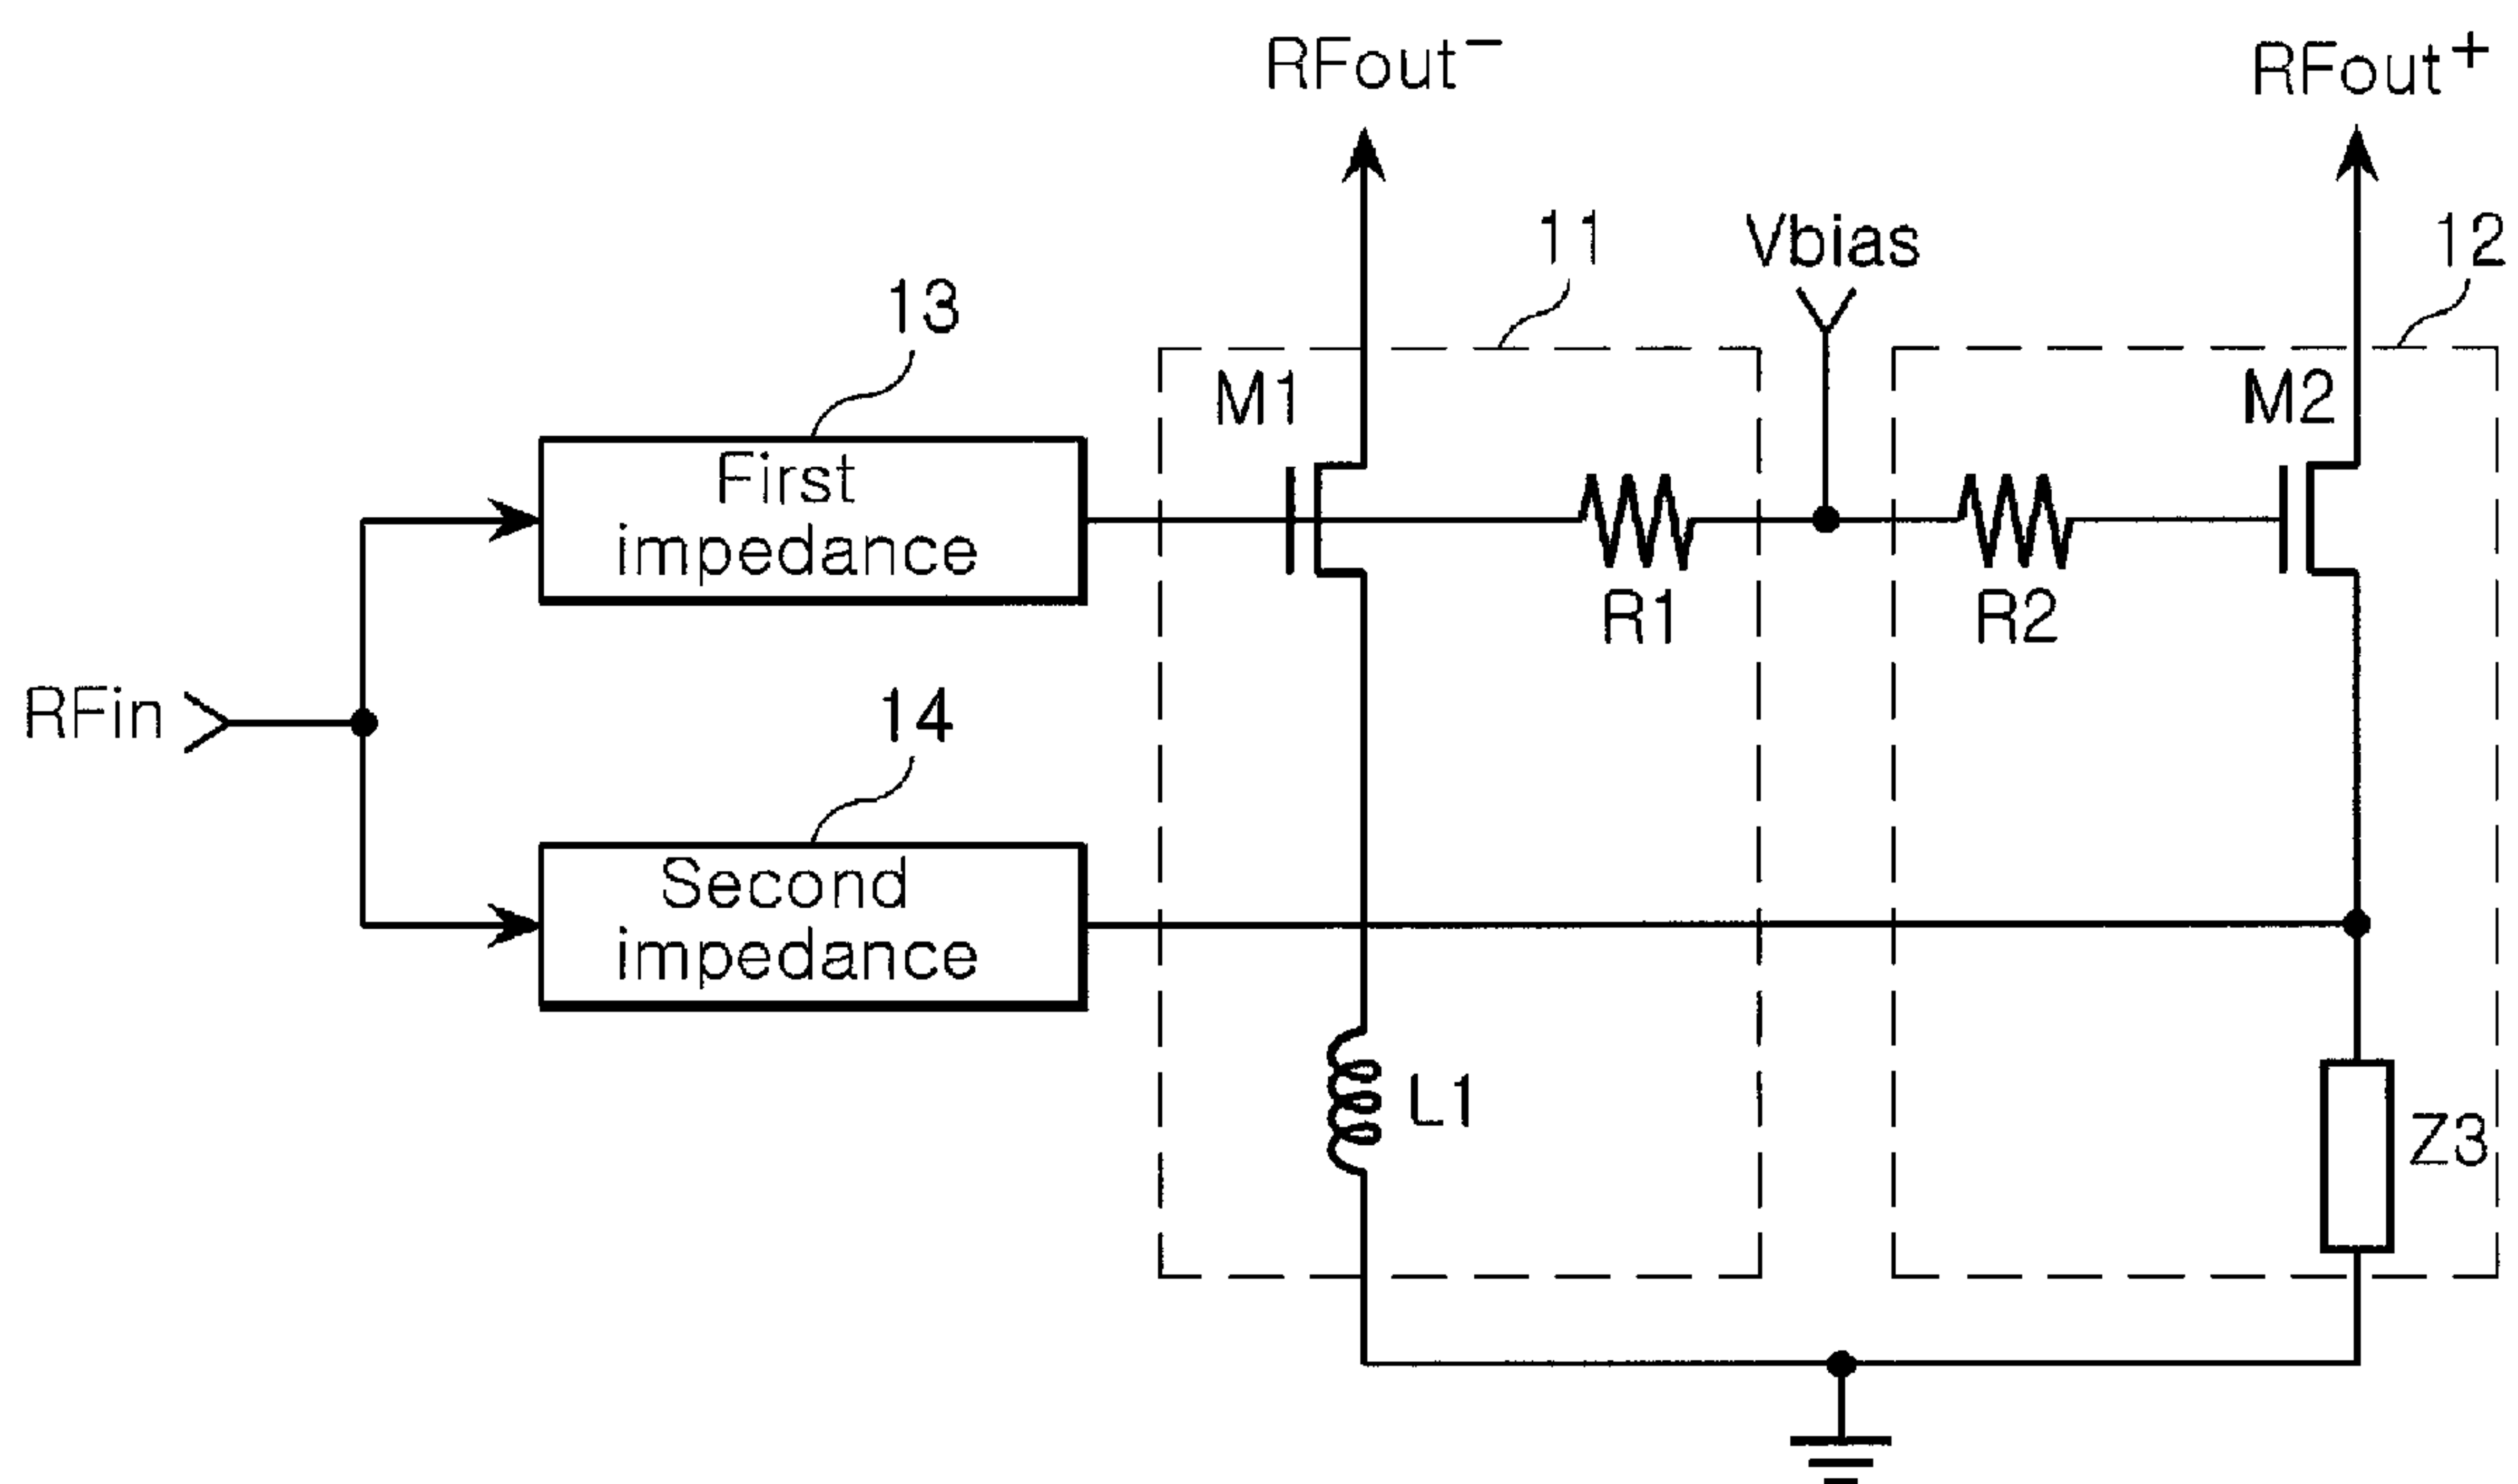 RFout−
RFout+
11
Vbias
12
13
M1
M2
First
impedance
R1
R2
RFin
14
Second
impedance
L1
Z3